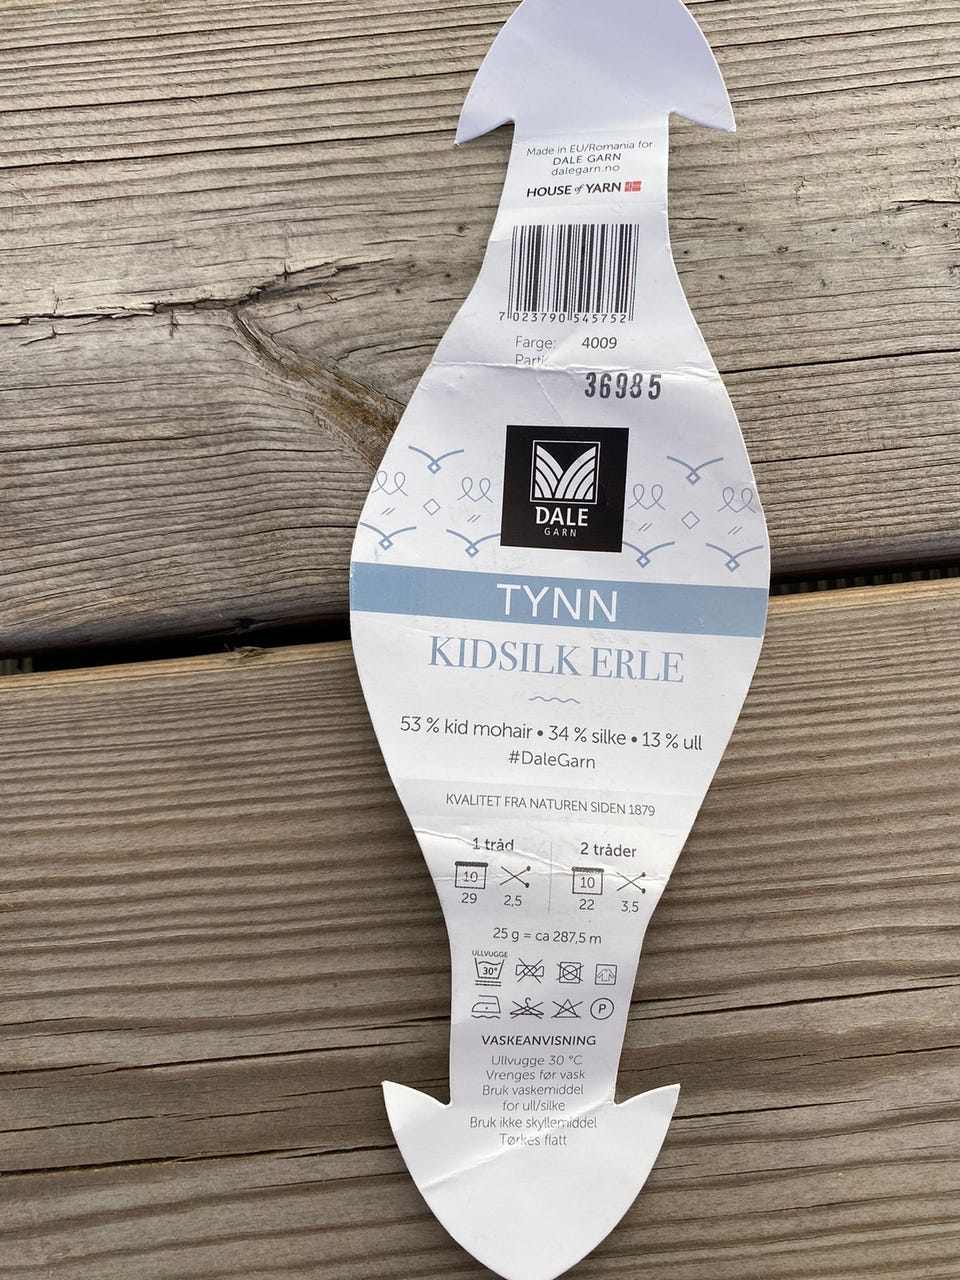 Made in EU/Romania for
DALE GARN
dalegarn.no
HOUSE of YARN
7 023790 545752
Farge: 4009
Parti:
36985
DALE
GARN
TYNN
KIDSILK ERLE
53 % kid mohair • 34 % silke • 13 % ull
#DaleGarn
KVALITET FRA NATUREN SIDEN 1879
1 tråd 2 tråder
10 10
29 2,5 22 3,5
25 g = ca 287,5 m
ULLVUGGE
30°
P
VASKEANVISNING
Ullvugge 30 °C
Vrenges før vask
Bruk vaskemiddel
for ull/silke
Bruk ikke skyllemiddel
Tørkes flatt